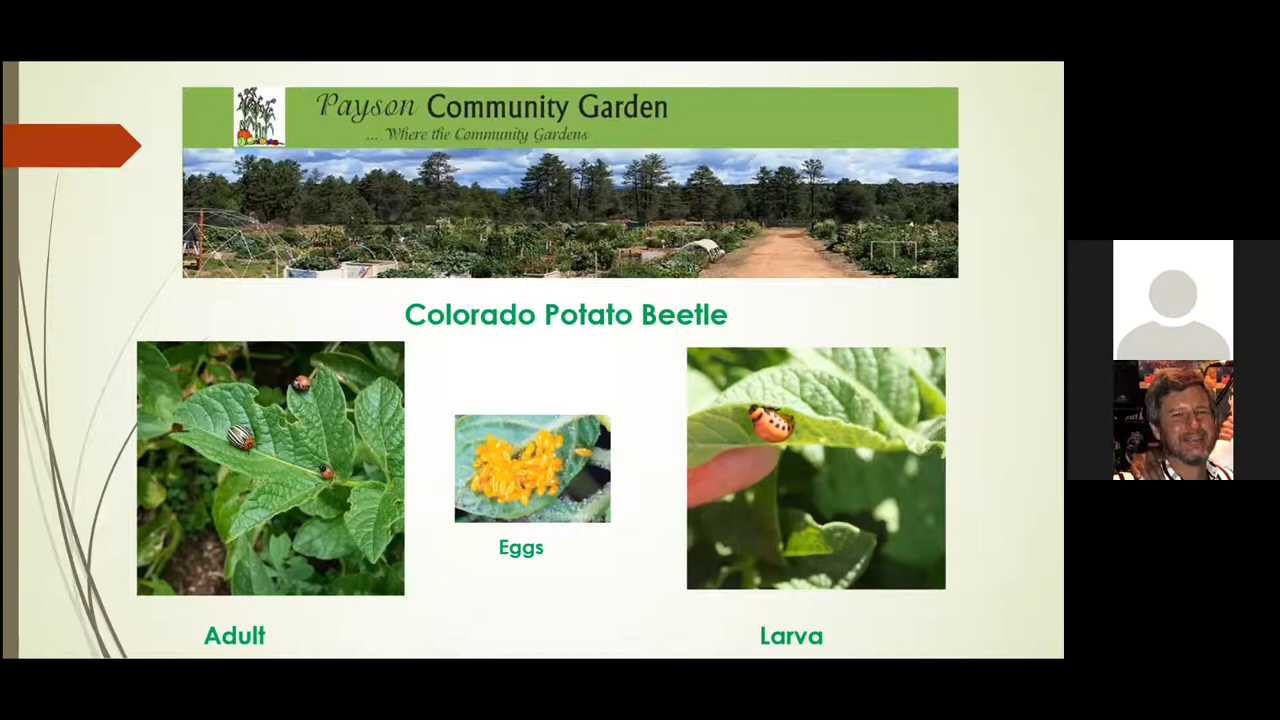 Payson Community Garden
... Where the Community Gardens
Colorado Potato Beetle
Eggs
Adult
Larva